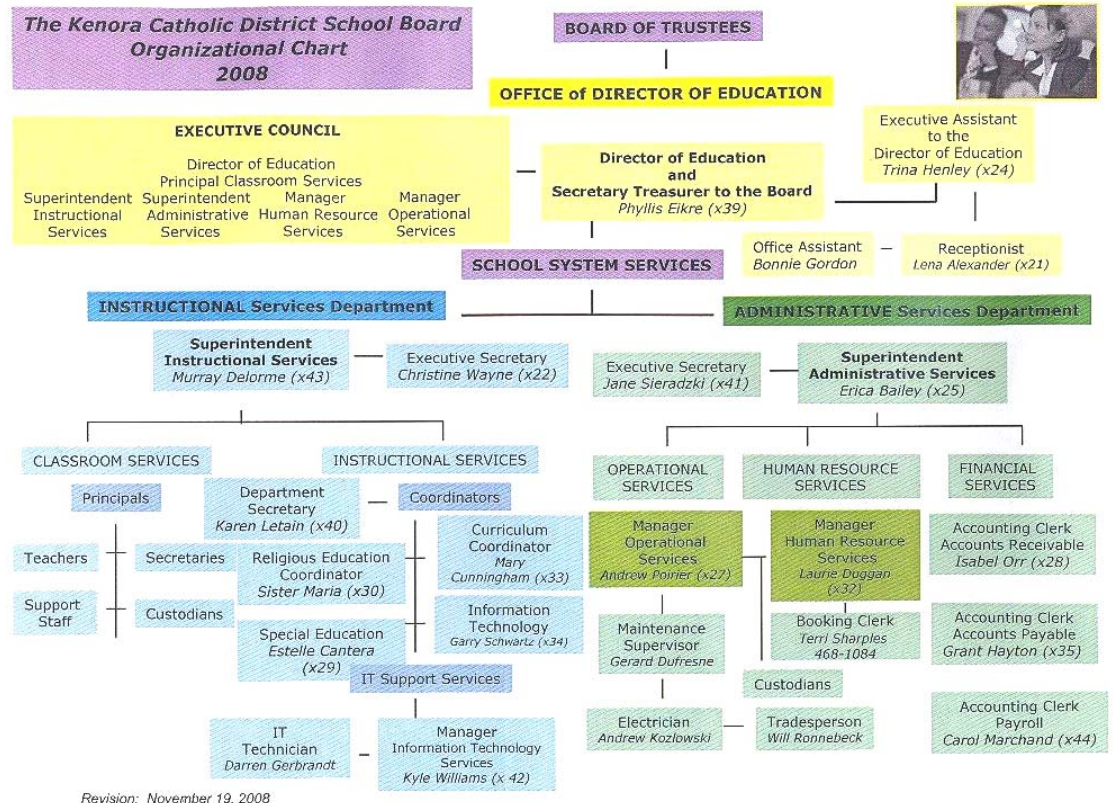 The Kenora Catholic District School Board
Organizational Chart
2008
BOARD OF TRUSTEES
OFFICE of DIRECTOR OF EDUCATION
EXECUTIVE COUNCIL
Director of Education
Principal Classroom Services
Superintendent Superintendent Manager Manager
Instructional Administrative Human Resource Operational
Services Services Services Services
Director of Education
and
Secretary Treasurer to the Board
Phyllis Eikre (x39)
Executive Assistant
to the
Director of Education
Trina Henley (x24)
Office Assistant
Bonnie Gordon
Receptionist
Lena Alexander (x21)
SCHOOL SYSTEM SERVICES
INSTRUCTIONAL Services Department
ADMINISTRATIVE Services Department
Superintendent
Instructional Services
Murray Delorme (x43)
Executive Secretary
Christine Wayne (x22)
Executive Secretary
Jane Sieradzki (x41)
Superintendent
Administrative Services
Erica Bailey (x25)
CLASSROOM SERVICES
INSTRUCTIONAL SERVICES
Principals
Teachers
Secretaries
Support
Staff
Custodians
Department
Secretary
Karen Letain (x40)
Coordinators
Curriculum
Coordinator
Mary
Cunningham (x33)
Religious Education
Coordinator
Sister Maria (x30)
Information
Technology
Garry Schwartz (x34)
Special Education
Estelle Cantera
(x29)
IT Support Services
IT
Technician
Darren Gerbrandt
Manager
Information Technology
Services
Kyle Williams (x 42)
OPERATIONAL
SERVICES
HUMAN RESOURCE
SERVICES
FINANCIAL
SERVICES
Manager
Operational
Services
Andrew Poirier (x27)
Manager
Human Resource
Services
Laurie Duggan
(x32)
Accounting Clerk
Accounts Receivable
Isabel Orr (x28)
Maintenance
Supervisor
Gerard Dufresne
Booking Clerk
Terri Sharples
468-1084
Accounting Clerk
Accounts Payable
Grant Hayton (x35)
Custodians
Electrician
Andrew Kozlowski
Tradesperson
Will Ronnebeck
Accounting Clerk
Payroll
Carol Marchand (x44)
Revision: November 19, 2008